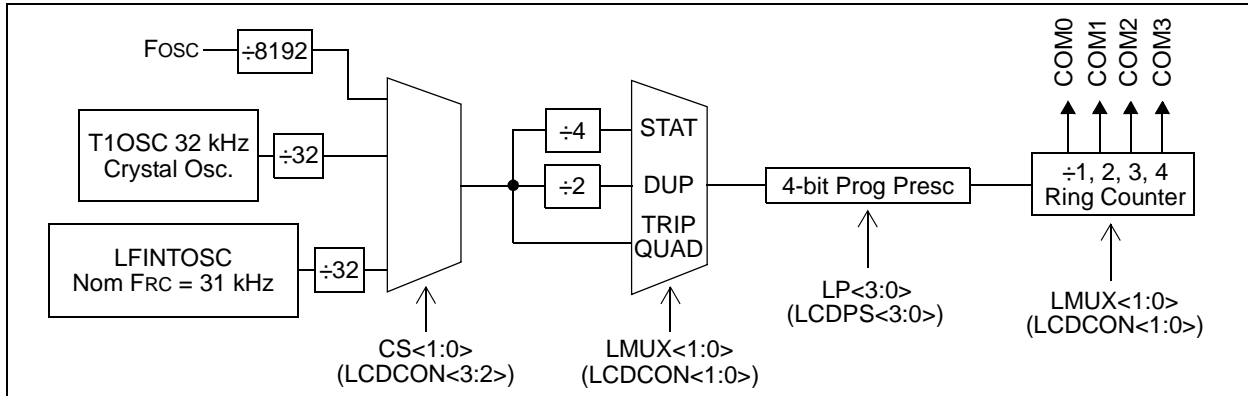 FOSC
÷8192
COM0
COM1
COM2
COM3
T1OSC 32 kHz
Crystal Osc.
÷32
÷4
STAT
÷2
DUP
TRIP
QUAD
4-bit Prog Presc
÷1, 2, 3, 4
Ring Counter
LFINTOSC
Nom FRC = 31 kHz
÷32
CS<1:0>
(LCDCON<3:2>)
LMUX<1:0>
(LCDCON<1:0>)
LP<3:0>
(LCDPS<3:0>)
LMUX<1:0>
(LCDCON<1:0>)